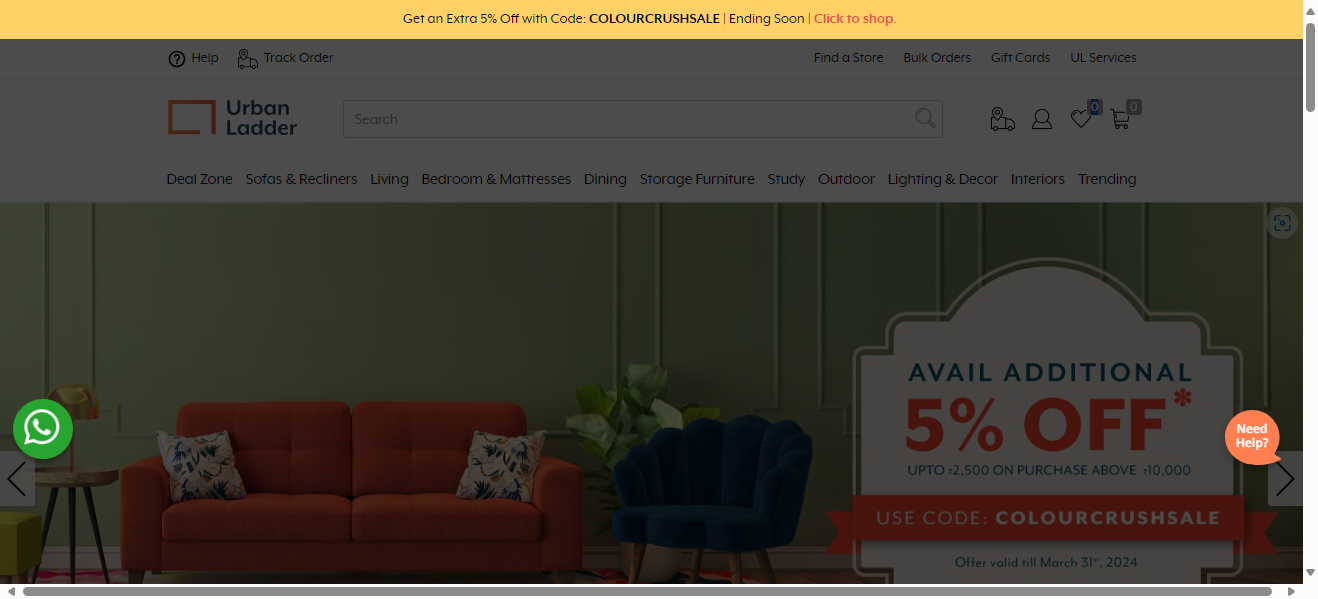 Get an Extra 5% Off with Code: COLOURCRUSHSALE | Ending Soon | Click to shop.
Help Track Order Find a Store Bulk Orders Gift Cards UL Services
Urban
Ladder
Search
0 0
Deal Zone Sofas & Recliners Living Bedroom & Mattresses Dining Storage Furniture Study Outdoor Lighting & Decor Interiors Trending
AVAIL ADDITIONAL
5% OFF*
UPTO ₹2,500 ON PURCHASE ABOVE ₹10,000
USE CODE: COLOURCRUSHSALE
Offer valid till March 31st, 2024
Need
Help?